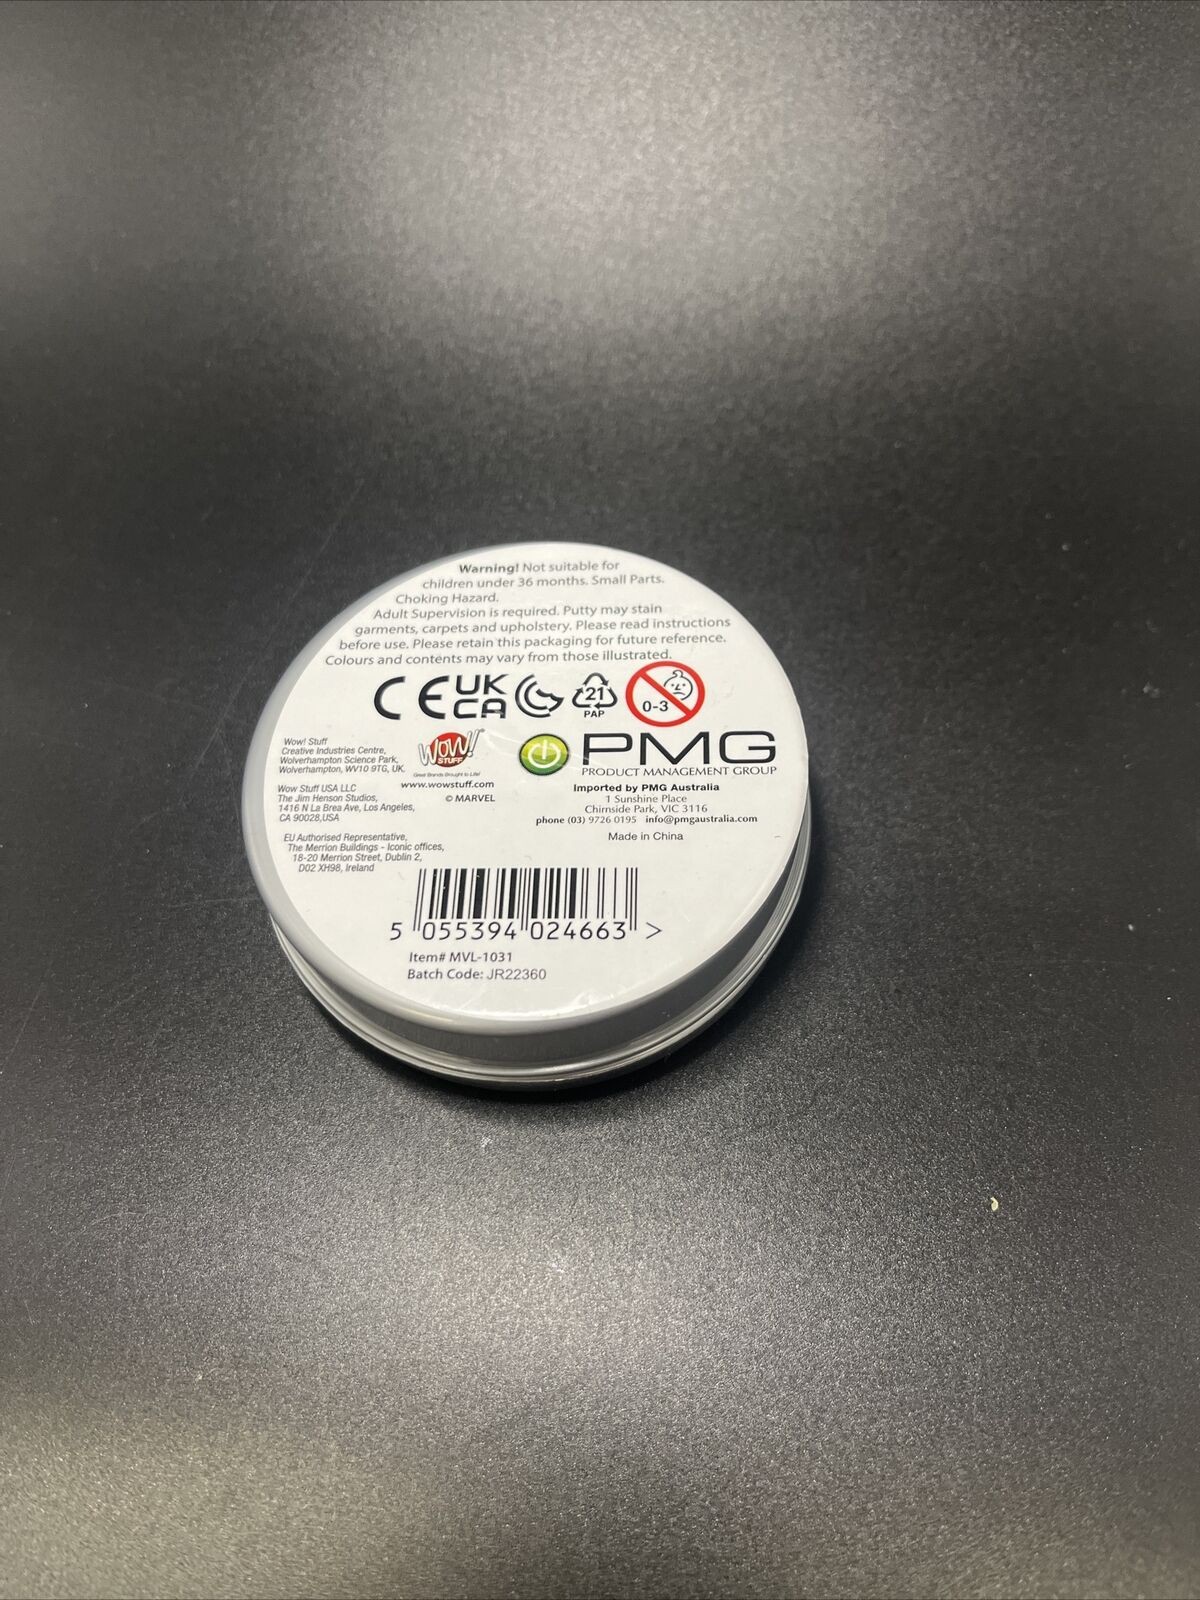 Warning! Not suitable for
children under 36 months. Small Parts.
Choking Hazard.
Adult Supervision is required. Putty may stain
garments, carpets and upholstery. Please read instructions
before use. Please retain this packaging for future reference.
Colours and contents may vary from those illustrated.
CE UK
CA
21
PAP
0-3
Wow! Stuff
Creative Industries Centre,
Wolverhampton Science Park,
Wolverhampton, WV10 9TG, UK.
Wow Stuff USA LLC
The Jim Henson Studios,
1416 N La Brea Ave, Los Angeles,
CA 90028,USA
EU Authorised Representative,
The Merrion Buildings - Iconic offices,
18-20 Merrion Street, Dublin 2,
D02 XH98, Ireland
WOW!
STUFF
Great Brands Brought to Life!
www.wowstuff.com
© MARVEL
PMG
PRODUCT MANAGEMENT GROUP
Imported by PMG Australia
1 Sunshine Place
Chirnside Park, VIC 3116
phone (03) 9726 0195 info@pmgaustralia.com
Made in China
5 055394 024663 >
Item# MVL-1031
Batch Code: JR22360